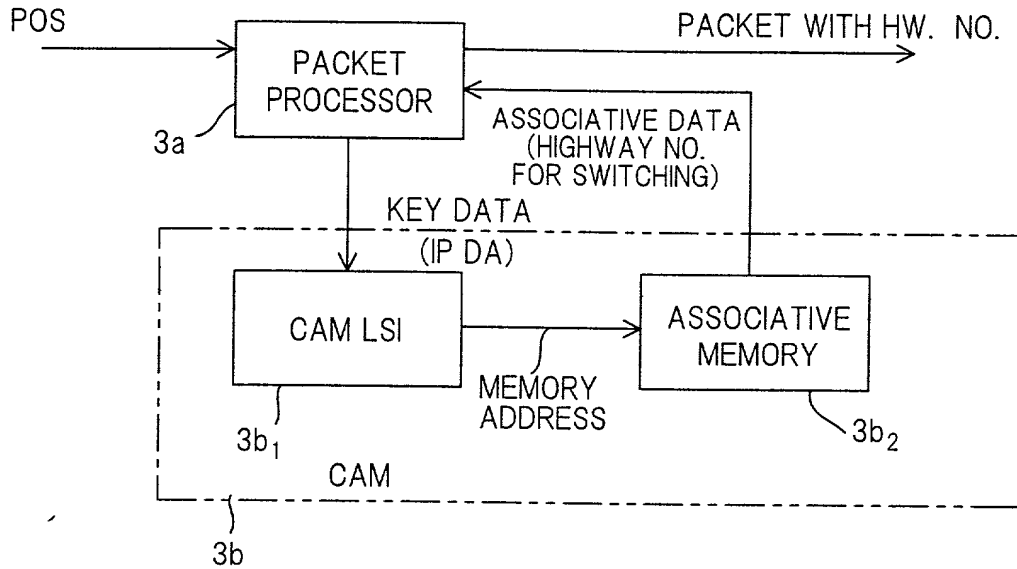 POS
PACKET WITH HW. NO.
PACKET
PROCESSOR
3a
ASSOCIATIVE DATA
(HIGHWAY NO.
FOR SWITCHING)
KEY DATA
(IP DA)
CAM LSI
ASSOCIATIVE
MEMORY
MEMORY
ADDRESS
3b₁
3b₂
CAM
3b